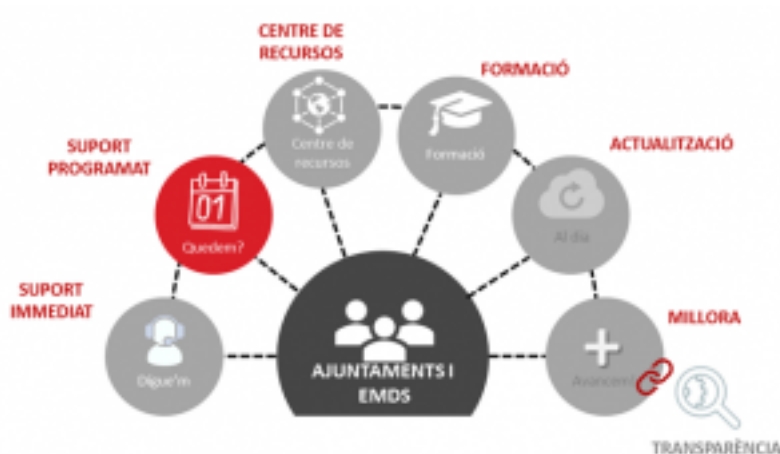 CENTRE DE
RECURSOS
FORMACIÓ
SUPORT
PROGRAMAT
ACTUALITZACIÓ
Centre de
recursos
Formació
01
Quedem?
Al dia
SUPORT
IMMEDIAT
MILLORA
Digue'm
AJUNTAMENTS I
EMDS
Avancem
TRANSPARÈNCIA